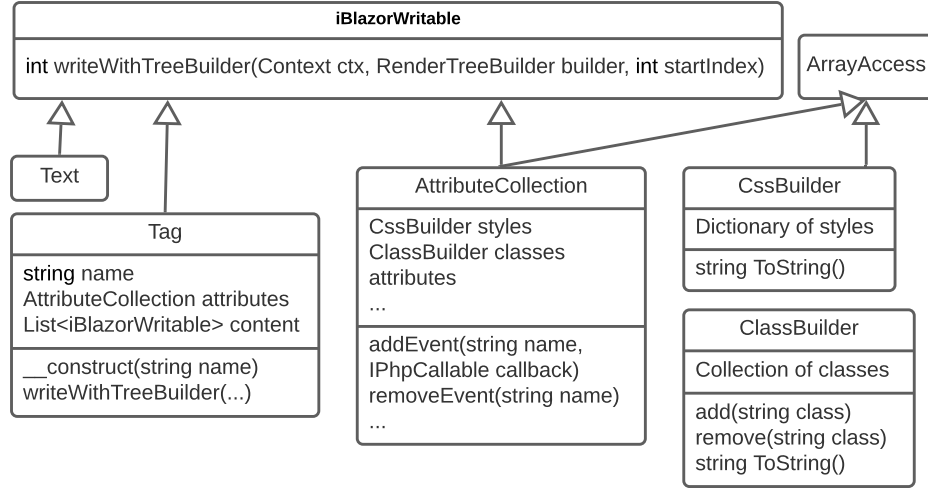 iBlazorWritable
int writeWithTreeBuilder(Context ctx, RenderTreeBuilder builder, int startIndex)
ArrayAccess
Text
Tag
string name
AttributeCollection attributes
List<iBlazorWritable> content
__construct(string name)
writeWithTreeBuilder(...)
AttributeCollection
CssBuilder styles
ClassBuilder classes
attributes
...
addEvent(string name,
IPhpCallable callback)
removeEvent(string name)
...
CssBuilder
Dictionary of styles
string ToString()
ClassBuilder
Collection of classes
add(string class)
remove(string class)
string ToString()